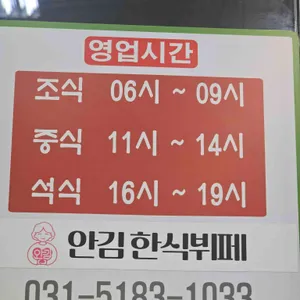 영업시간
조식 06시 ~ 09시
중식 11시 ~ 14시
석식 16시 ~ 19시
안김 한식뷔페
031-5183-1033